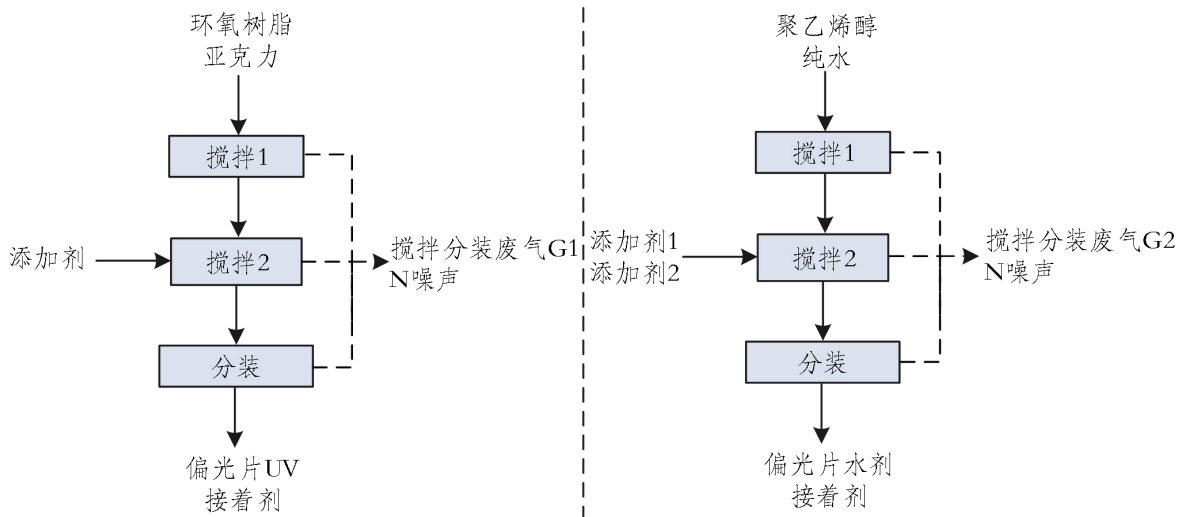 环氧树脂
亚克力
搅拌1
添加剂
搅拌2
搅拌分装废气G1
N噪声
分装
偏光片UV
接着剂
聚乙烯醇
纯水
搅拌1
添加剂1
添加剂2
搅拌2
搅拌分装废气G2
N噪声
分装
偏光片水剂
接着剂